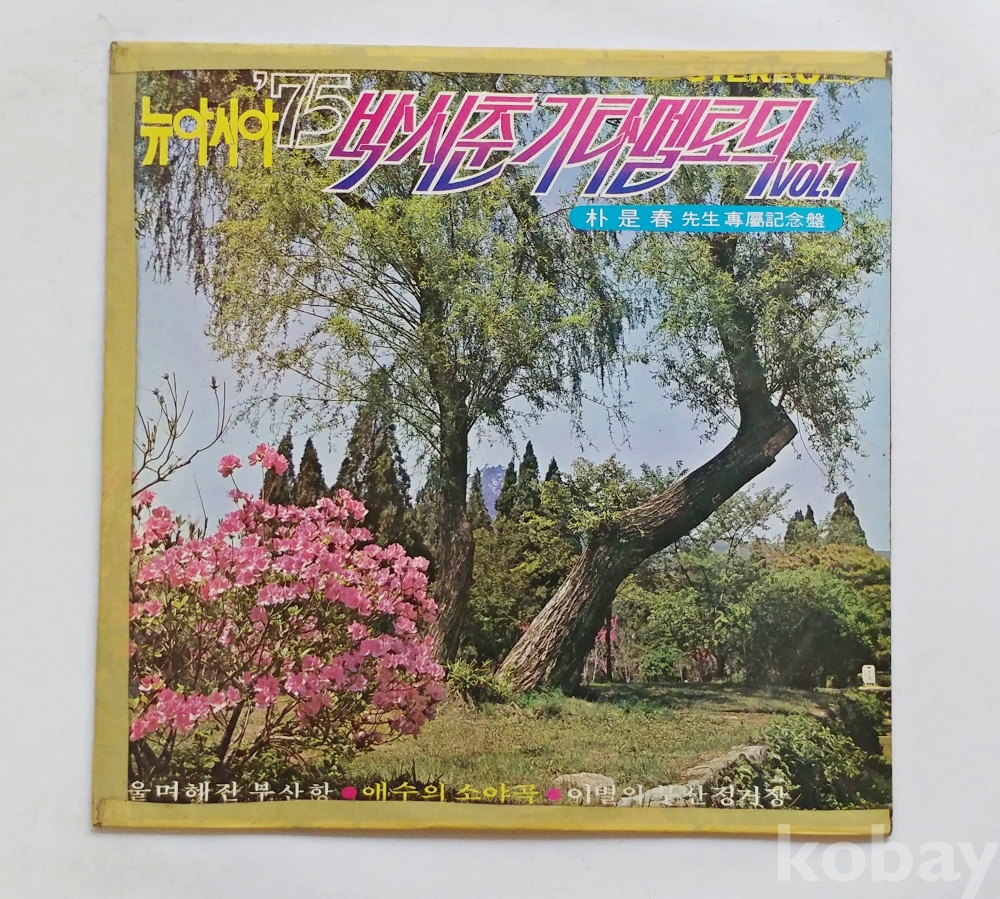 STEREO
뉴아시아 '75 박시춘 기타멜로디 VOL.1
朴是春 先生 專屬記念盤
울며헤진 부산항 ● 애수의 소야곡 ● 이별의 부산정거장
kobay